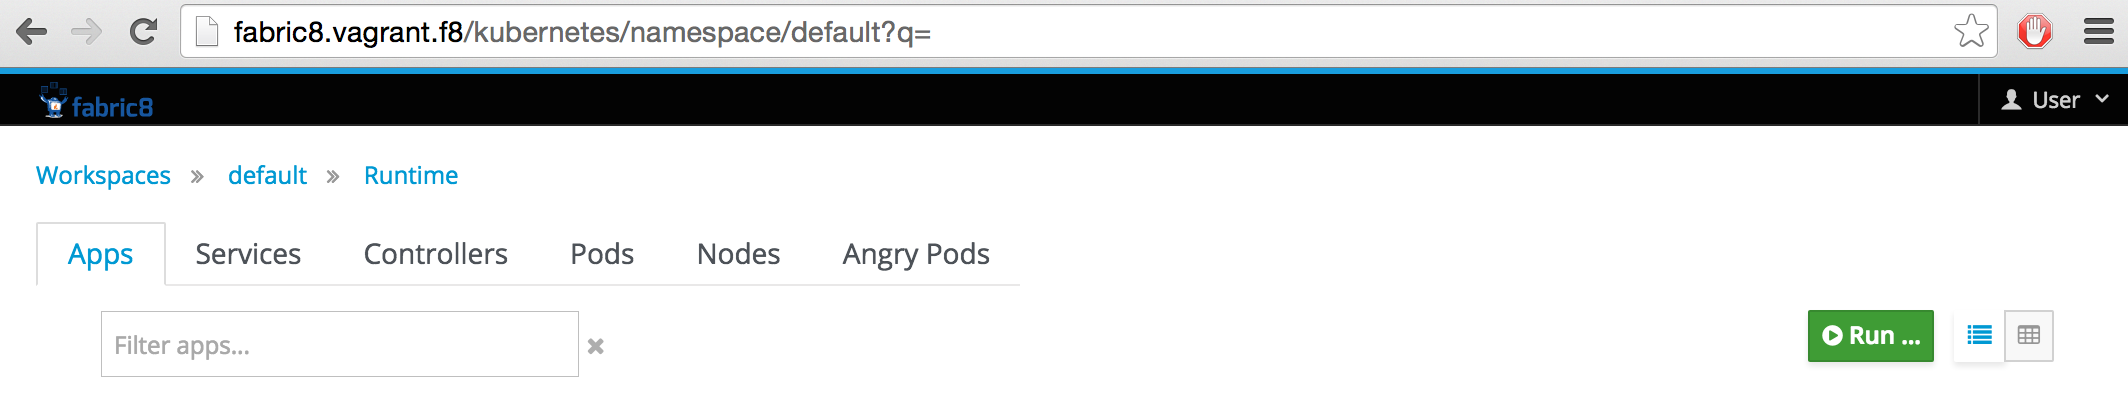 fabric8.vagrant.f8/kubernetes/namespace/default?q=
fabric8 User
Workspaces » default » Runtime
Apps Services Controllers Pods Nodes Angry Pods
Filter apps... Run ...